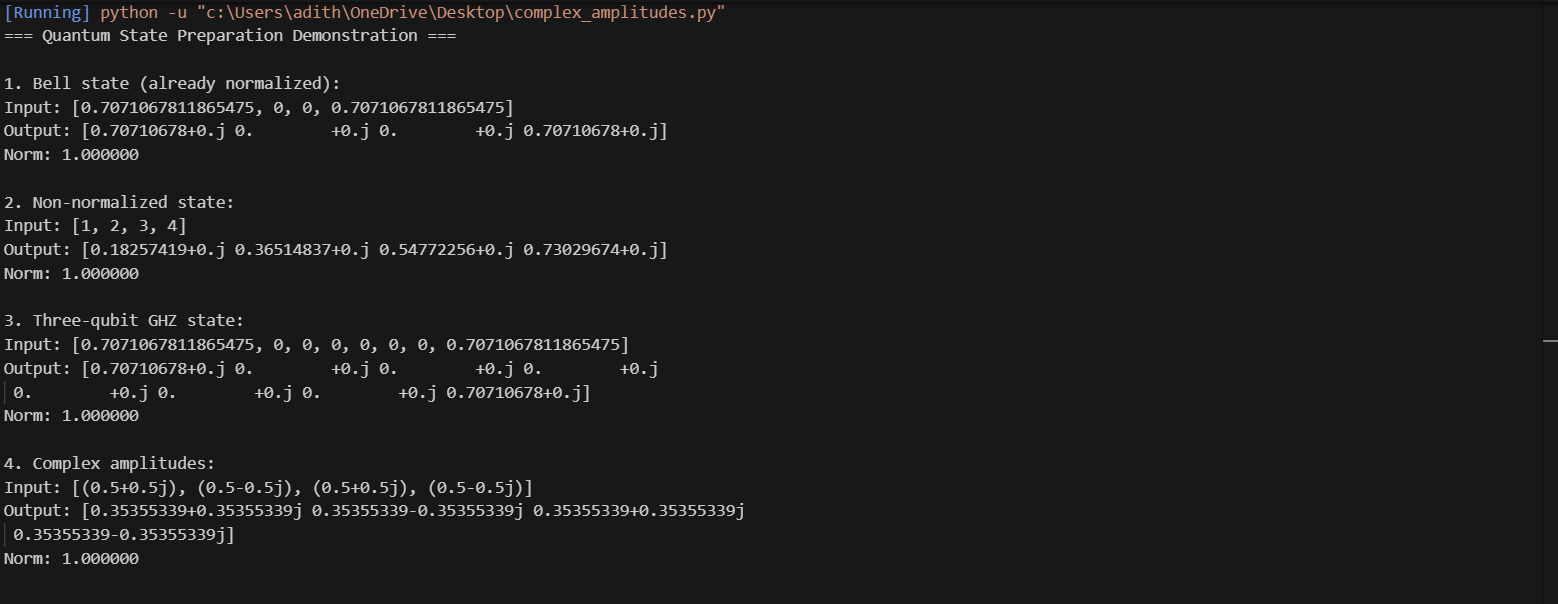 [Running] python -u "c:\Users\adith\OneDrive\Desktop\complex_amplitudes.py"
=== Quantum State Preparation Demonstration ===
1. Bell state (already normalized):
Input: [0.7071067811865475, 0, 0, 0.7071067811865475]
Output: [0.70710678+0.j 0.        +0.j 0.        +0.j 0.70710678+0.j]
Norm: 1.000000
2. Non-normalized state:
Input: [1, 2, 3, 4]
Output: [0.18257419+0.j 0.36514837+0.j 0.54772256+0.j 0.73029674+0.j]
Norm: 1.000000
3. Three-qubit GHZ state:
Input: [0.7071067811865475, 0, 0, 0, 0, 0, 0, 0.7071067811865475]
Output: [0.70710678+0.j 0.        +0.j 0.        +0.j 0.        +0.j
 0.        +0.j 0.        +0.j 0.        +0.j 0.70710678+0.j]
Norm: 1.000000
4. Complex amplitudes:
Input: [(0.5+0.5j), (0.5-0.5j), (0.5+0.5j), (0.5-0.5j)]
Output: [0.35355339+0.35355339j 0.35355339-0.35355339j 0.35355339+0.35355339j
 0.35355339-0.35355339j]
Norm: 1.000000